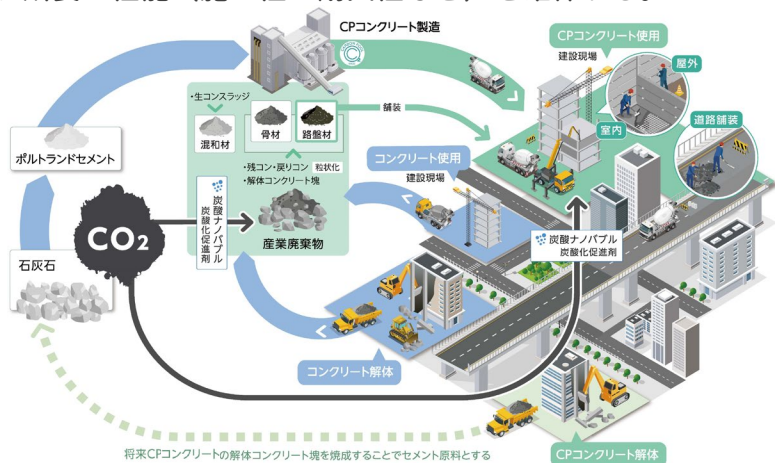 CPコンクリート製造
CPコンクリート使用
建設現場
屋外
室内
道路舗装
・生コンスラッジ
混和材
骨材
路盤材
舗装
・残コン・戻りコン
粒状化
・解体コンクリート塊
産業廃棄物
ポルトランドセメント
石灰石
CO2
炭酸ナノバブル
炭酸化促進剤
コンクリート使用
建設現場
炭酸ナノバブル
炭酸化促進剤
コンクリート解体
CPコンクリート解体
将来CPコンクリートの解体コンクリート塊を焼成することでセメント原料とする